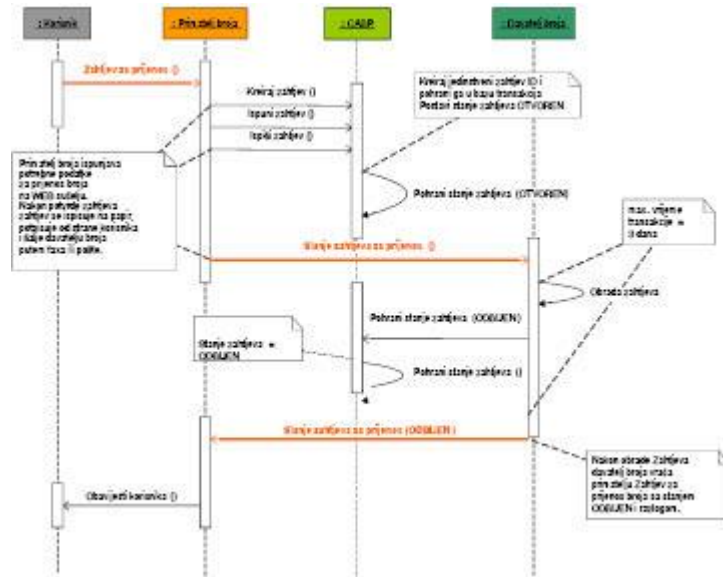 : Korisnik
: Primatelj broja
: CABP
: Davatelj broja
Zahtjev za prijenos ()
Kreiraj zahtjev ()
Ispuni zahtjev ()
Ispiši zahtjev ()
Kreiraj jedinstveni zahtjev ID i
pohrani ga u bazu transakcija
Postavi stanje zahtjeva OTVOREN
Primatelj broja ispunjava
potrebne podatke
za prijenos broja
na WEB sučelju.
Nakon potvrde zahtjeva
zahtjev se ispisuje na papir,
potpisuje od strane korisnika
i šalje davatelju broja
putem faxa ili pošte.
Pohrani stanje zahtjeva (OTVOREN)
max. vrijeme
transakcije =
3 dana
Slanje zahtjeva za prijenos ()
Obrada zahtjeva
Pohrani stanje zahtjeva (ODBIJEN)
Stanje zahtjeva =
ODBIJEN
Pohrani stanje zahtjeva ()
Slanje zahtjeva za prijenos (ODBIJEN)
Nakon obrade Zahtjeva
davatelj broja vraća
primatelju Zahtjev za
prijenos broja sa stanjem
ODBIJEN i razlogom.
Obavijesti korisnika ()